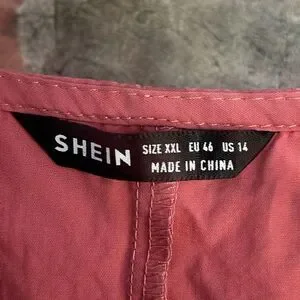 SHEIN
SIZE XXL EU 46 US 14
MADE IN CHINA